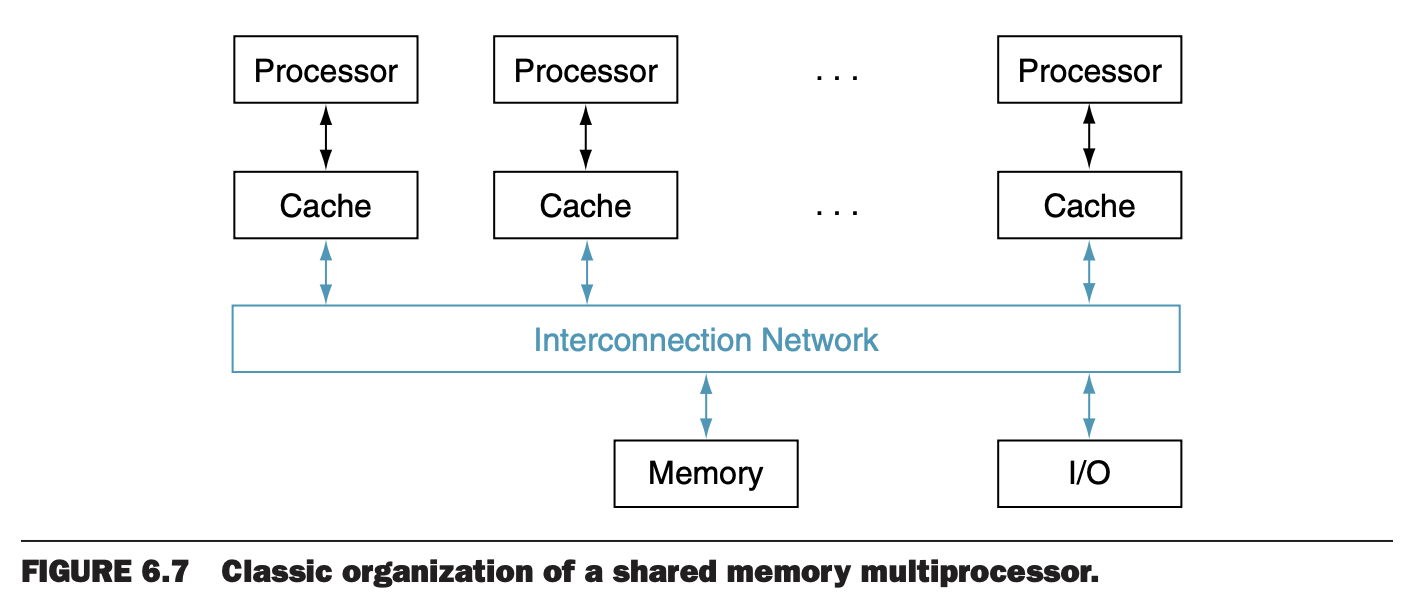 Processor Processor . . . Processor
Cache Cache . . . Cache
Interconnection Network
Memory I/O
FIGURE 6.7 Classic organization of a shared memory multiprocessor.